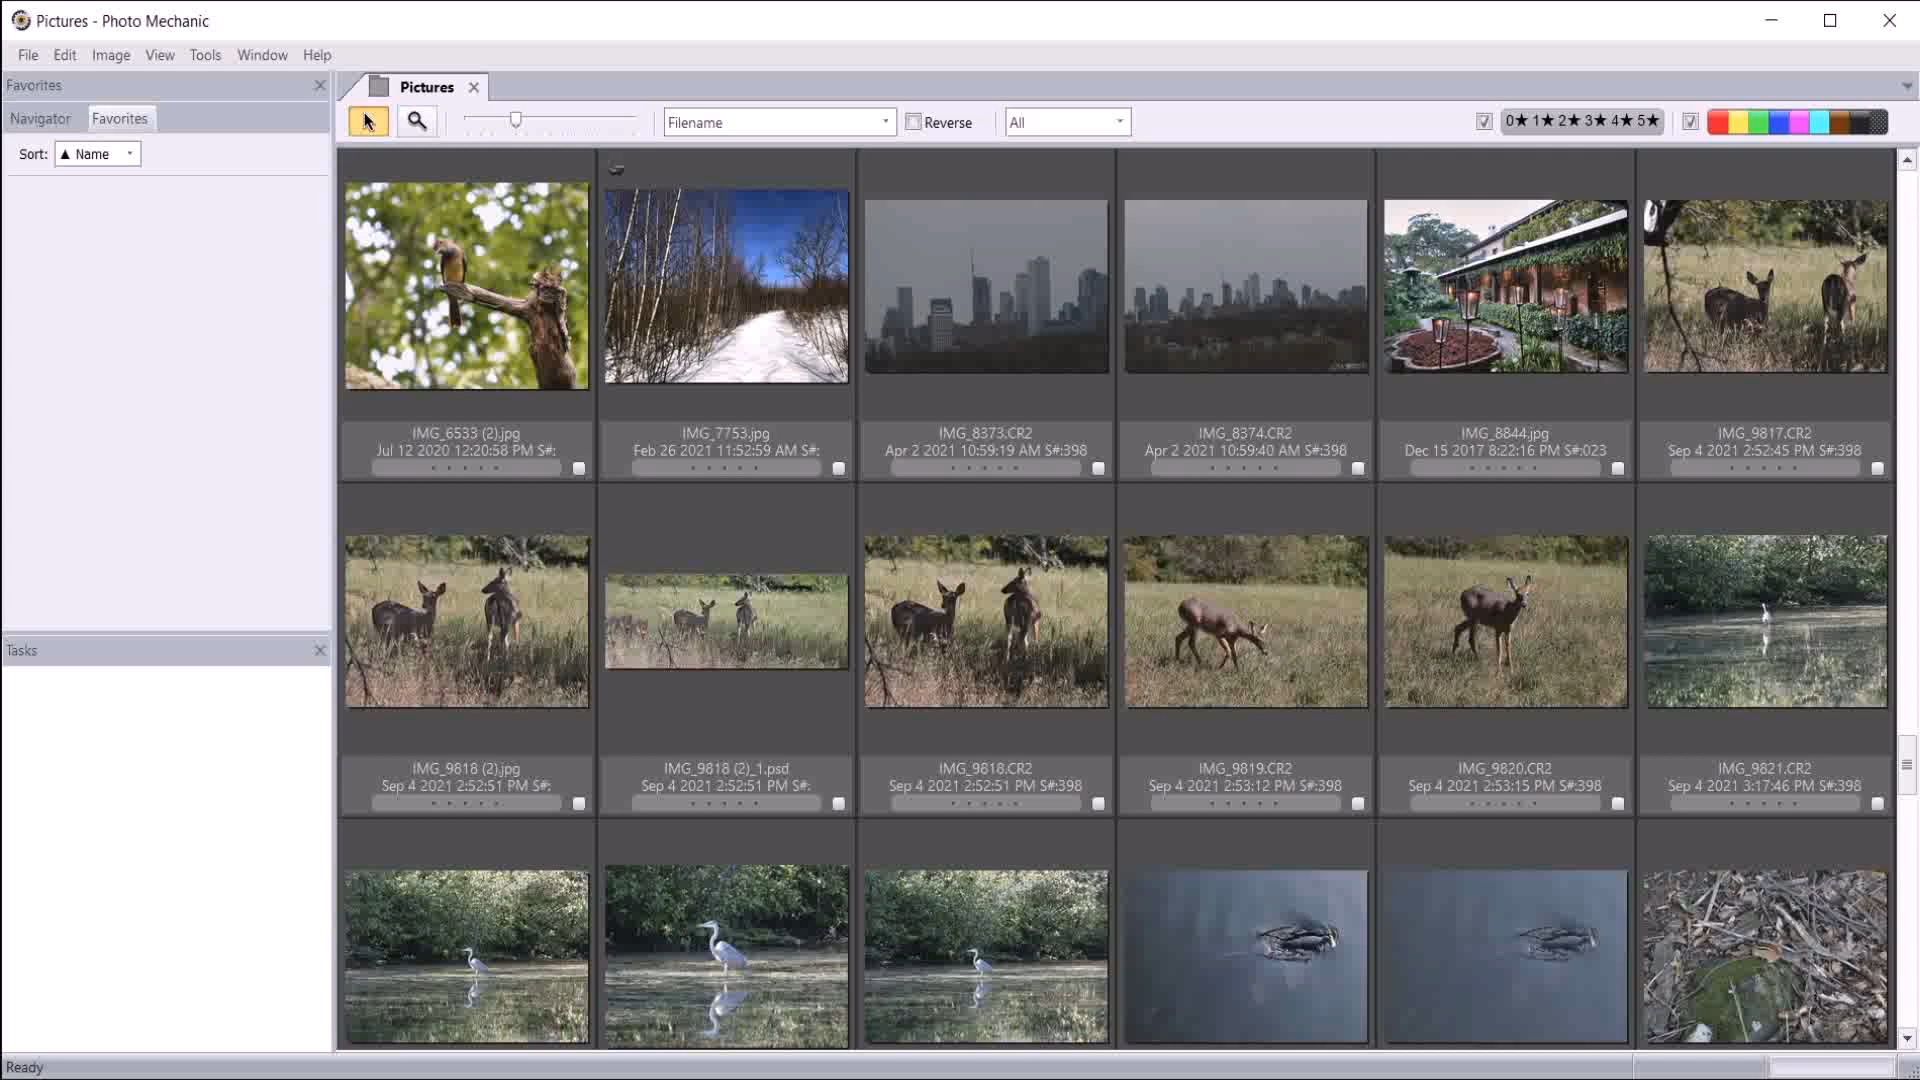 Pictures - Photo Mechanic
File Edit Image View Tools Window Help
Favorites
Pictures
Navigator Favorites
Filename
Reverse
All
0★ 1★ 2★ 3★ 4★ 5★
Sort: ▲ Name
IMG_6533 (2).jpg
Jul 12 2020 12:20:58 PM S#:
IMG_7753.jpg
Feb 26 2021 11:52:59 AM S#:
IMG_8373.CR2
Apr 2 2021 10:59:19 AM S#:398
IMG_8374.CR2
Apr 2 2021 10:59:40 AM S#:398
IMG_8844.jpg
Dec 15 2017 8:22:16 PM S#:023
IMG_9817.CR2
Sep 4 2021 2:52:45 PM S#:398
Tasks
IMG_9818 (2).jpg
Sep 4 2021 2:52:51 PM S#:
IMG_9818 (2)_1.psd
Sep 4 2021 2:52:51 PM S#:
IMG_9818.CR2
Sep 4 2021 2:52:51 PM S#:398
IMG_9819.CR2
Sep 4 2021 2:53:12 PM S#:398
IMG_9820.CR2
Sep 4 2021 2:53:15 PM S#:398
IMG_9821.CR2
Sep 4 2021 3:17:46 PM S#:398
Ready